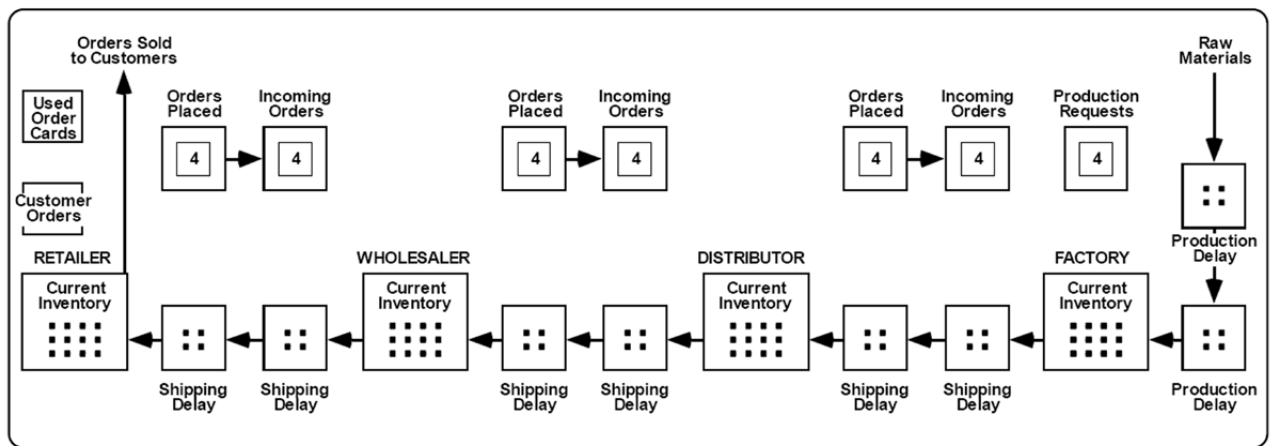 Orders Sold
to Customers
Raw
Materials
Used
Order
Cards
Orders
Placed
Incoming
Orders
Orders
Placed
Incoming
Orders
Orders
Placed
Incoming
Orders
Production
Requests
4
4
4
4
4
4
4
Customer
Orders
Production
Delay
RETAILER
WHOLESALER
DISTRIBUTOR
FACTORY
Current
Inventory
Current
Inventory
Current
Inventory
Current
Inventory
Shipping
Delay
Shipping
Delay
Shipping
Delay
Shipping
Delay
Shipping
Delay
Shipping
Delay
Production
Delay